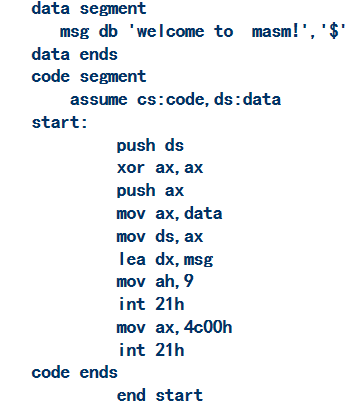 data segment
msg db 'welcome to  masm!','$'
data ends
code segment
assume cs:code,ds:data
start:
push ds
xor ax,ax
push ax
mov ax,data
mov ds,ax
lea dx,msg
mov ah,9
int 21h
mov ax,4c00h
int 21h
code ends
end start